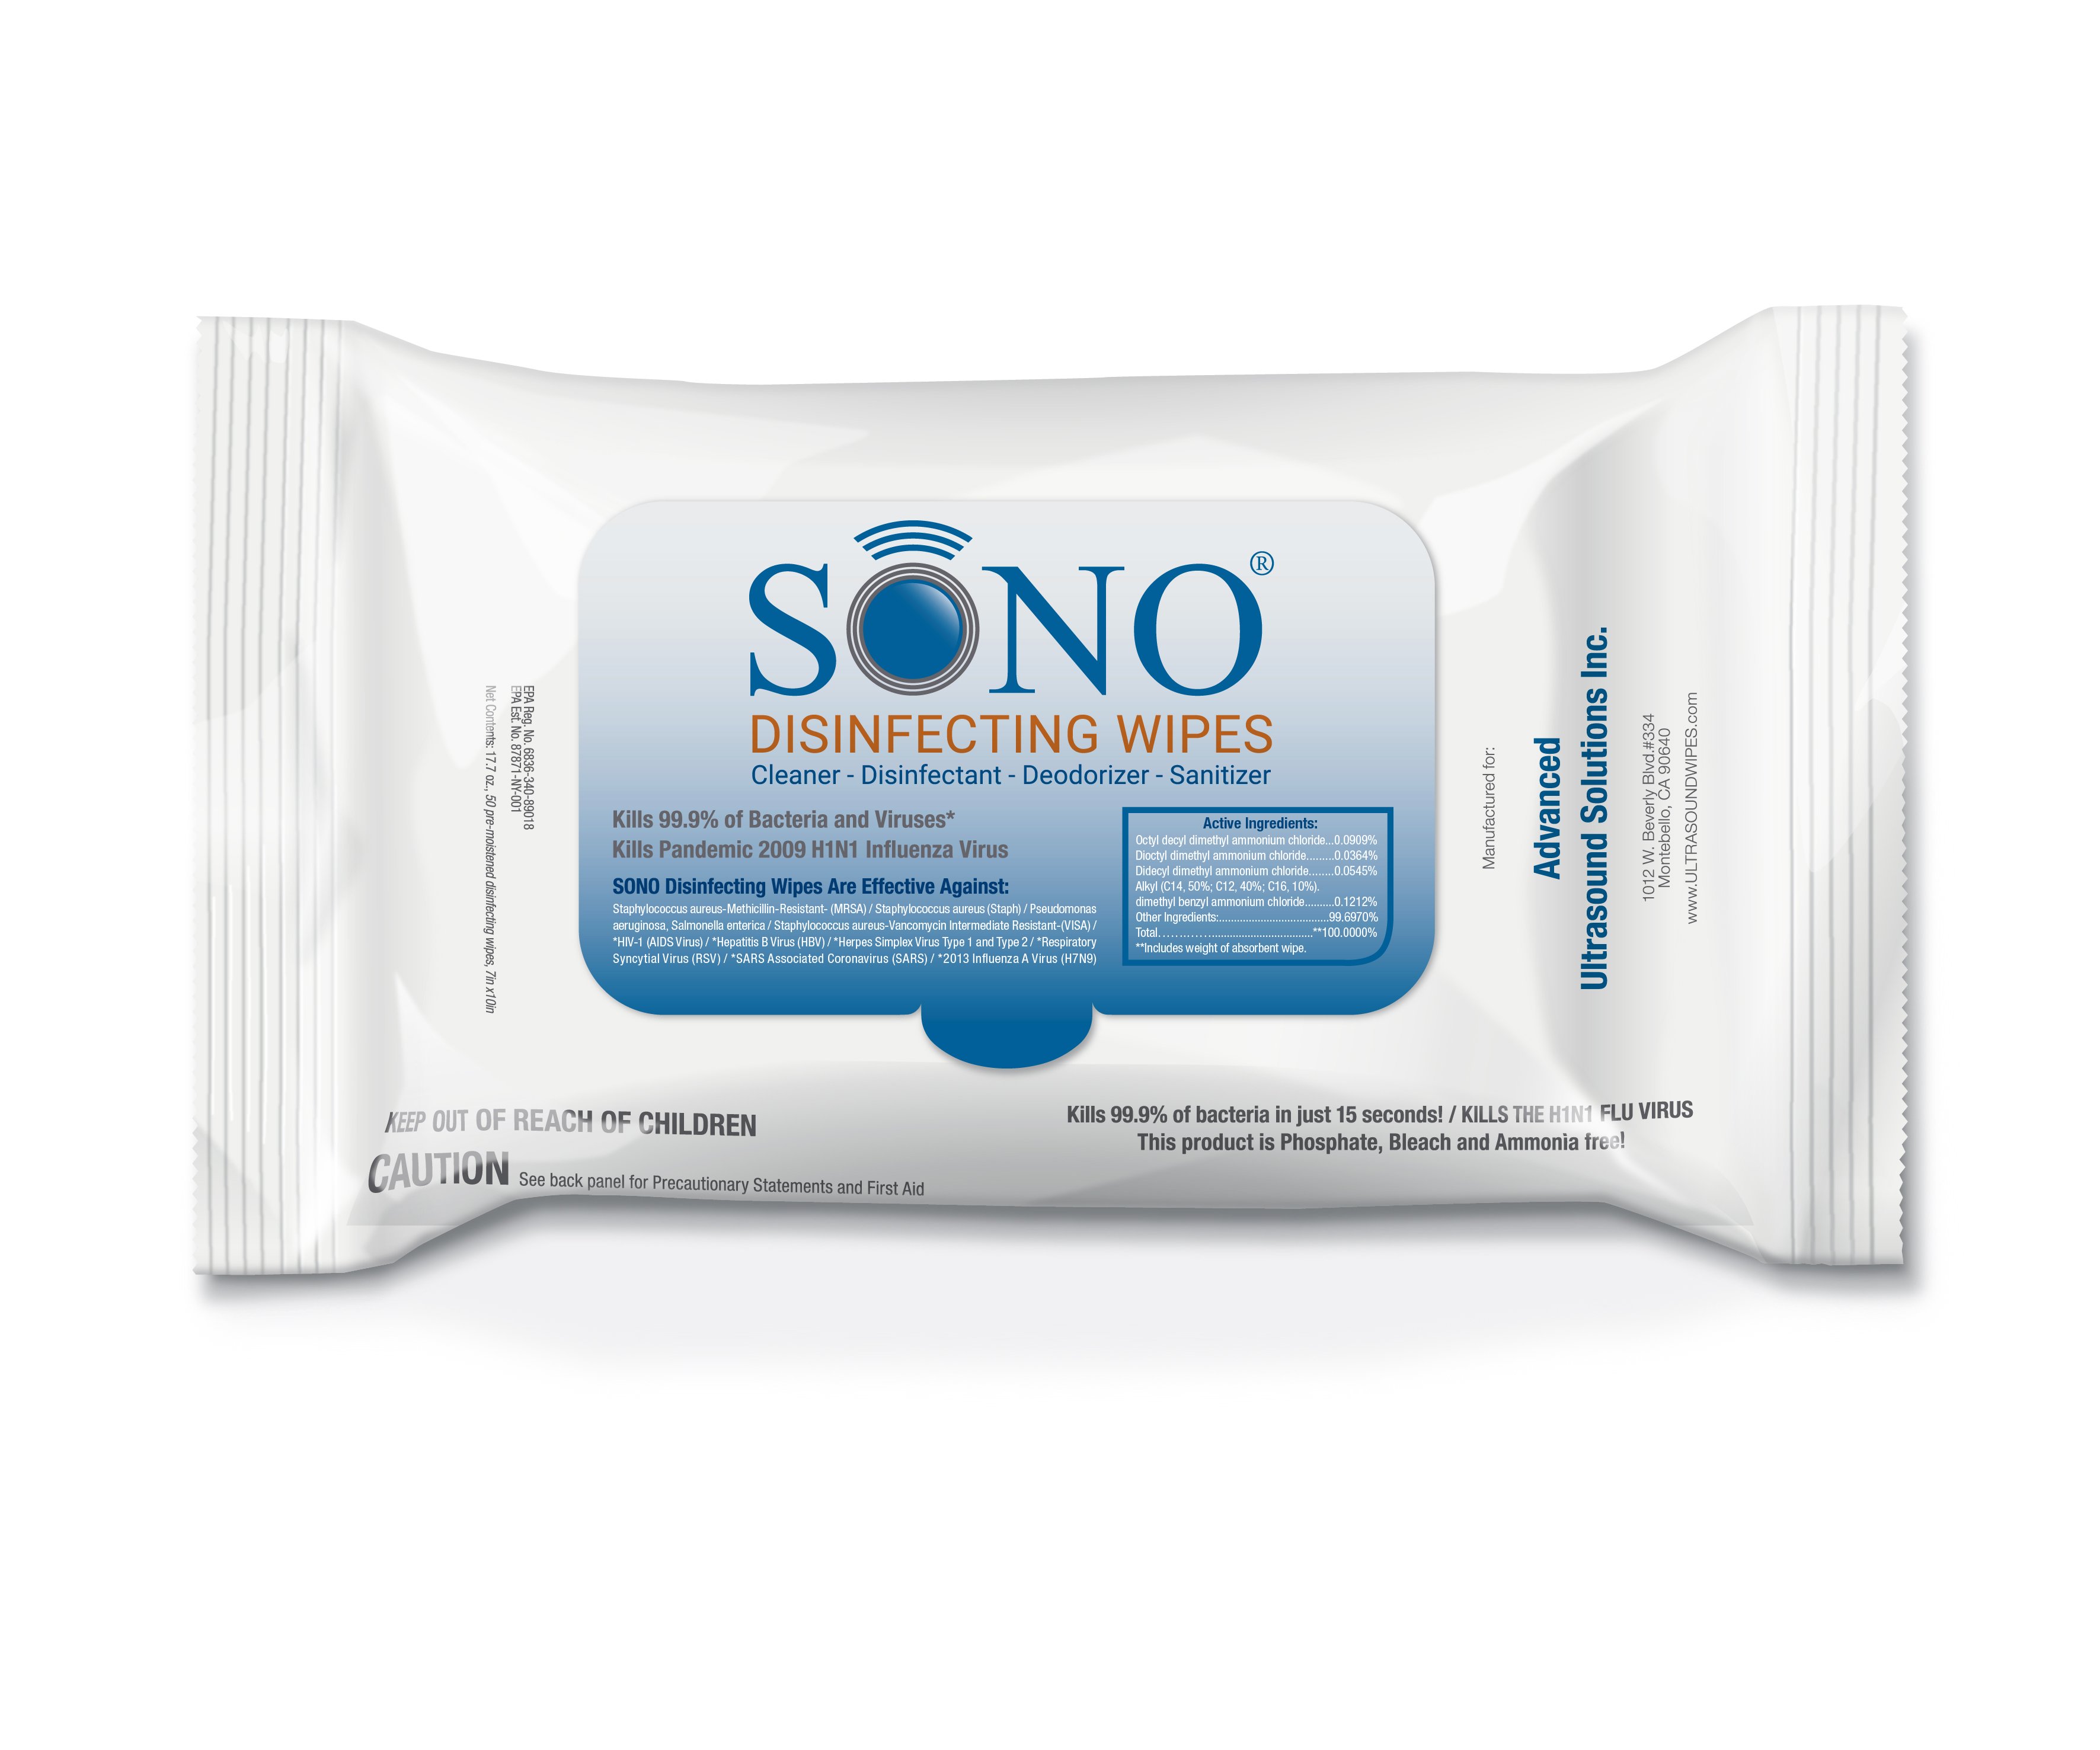 SONO®
DISINFECTING WIPES
Cleaner - Disinfectant - Deodorizer - Sanitizer
Kills 99.9% of Bacteria and Viruses*
Kills Pandemic 2009 H1N1 Influenza Virus
SONO Disinfecting Wipes Are Effective Against:
Staphylococcus aureus-Methicillin-Resistant- (MRSA) / Staphylococcus aureus (Staph) / Pseudomonas
aeruginosa, Salmonella enterica / Staphylococcus aureus-Vancomycin Intermediate Resistant-(VISA) /
*HIV-1 (AIDS Virus) / *Hepatitis B Virus (HBV) / *Herpes Simplex Virus Type 1 and Type 2 / *Respiratory
Syncytial Virus (RSV) / *SARS Associated Coronavirus (SARS) / *2013 Influenza A Virus (H7N9)
Active Ingredients:
Octyl decyl dimethyl ammonium chloride...0.0909%
Dioctyl dimethyl ammonium chloride.........0.0364%
Didecyl dimethyl ammonium chloride........0.0545%
Alkyl (C14, 50%; C12, 40%; C16, 10%).
dimethyl benzyl ammonium chloride..........0.1212%
Other Ingredients:.....................................99.6970%
Total................................................**100.0000%
**Includes weight of absorbent wipe.
EPA Reg. No. 6836-340-89018
EPA Est. No. 87871-NY-001
Net Contents: 17.7 oz., 50 pre-moistened disinfecting wipes, 7in x10in
Manufactured for:
Advanced
Ultrasound Solutions Inc.
1012 W. Beverly Blvd.#334
Montebello, CA 90640
www.ULTRASOUNDWIPES.com
KEEP OUT OF REACH OF CHILDREN
CAUTION See back panel for Precautionary Statements and First Aid
Kills 99.9% of bacteria in just 15 seconds! / KILLS THE H1N1 FLU VIRUS
This product is Phosphate, Bleach and Ammonia free!